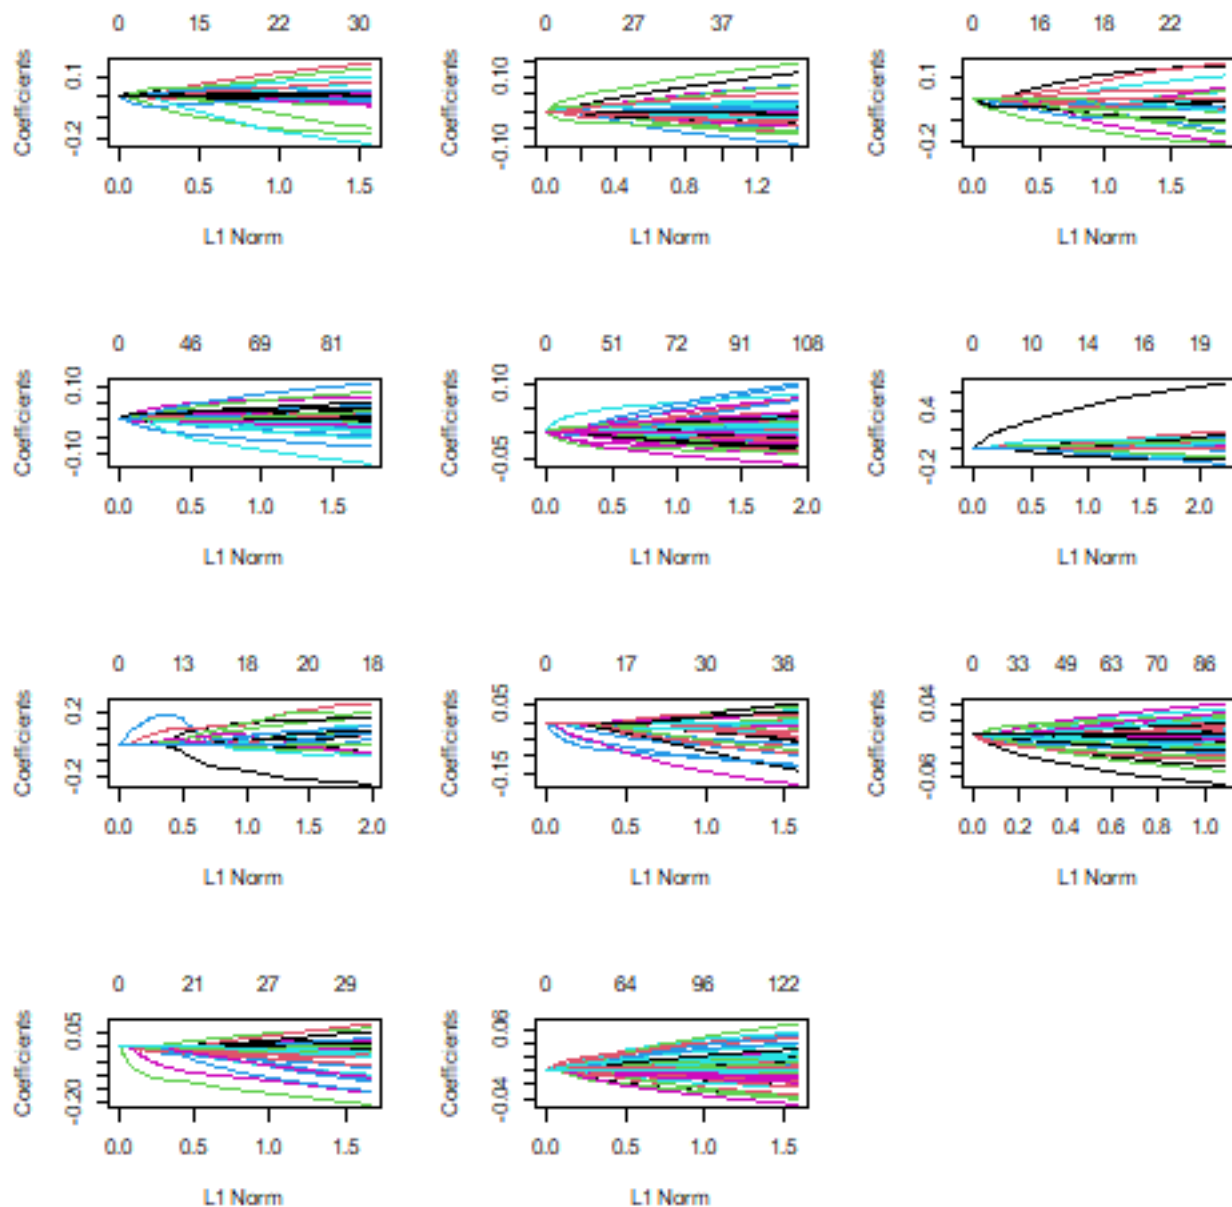 0 15 22 30
Coefficients
0.1
-0.2
0.0 0.5 1.0 1.5
L1 Norm
0 27 37
Coefficients
0.10
-0.10
0.0 0.4 0.8 1.2
L1 Norm
0 16 18 22
Coefficients
0.1
-0.2
0.0 0.5 1.0 1.5
L1 Norm
0 46 69 81
Coefficients
0.10
-0.10
0.0 0.5 1.0 1.5
L1 Norm
0 51 72 91 108
Coefficients
0.10
-0.05
0.0 0.5 1.0 1.5 2.0
L1 Norm
0 10 14 16 19
Coefficients
0.4
-0.2
0.0 0.5 1.0 1.5 2.0
L1 Norm
0 13 18 20 18
Coefficients
0.2
-0.2
0.0 0.5 1.0 1.5 2.0
L1 Norm
0 17 30 38
Coefficients
0.05
-0.15
0.0 0.5 1.0 1.5
L1 Norm
0 33 49 63 70 86
Coefficients
0.04
-0.06
0.0 0.2 0.4 0.6 0.8 1.0
L1 Norm
0 21 27 29
Coefficients
0.05
-0.20
0.0 0.5 1.0 1.5
L1 Norm
0 64 96 122
Coefficients
0.06
-0.04
0.0 0.5 1.0 1.5
L1 Norm